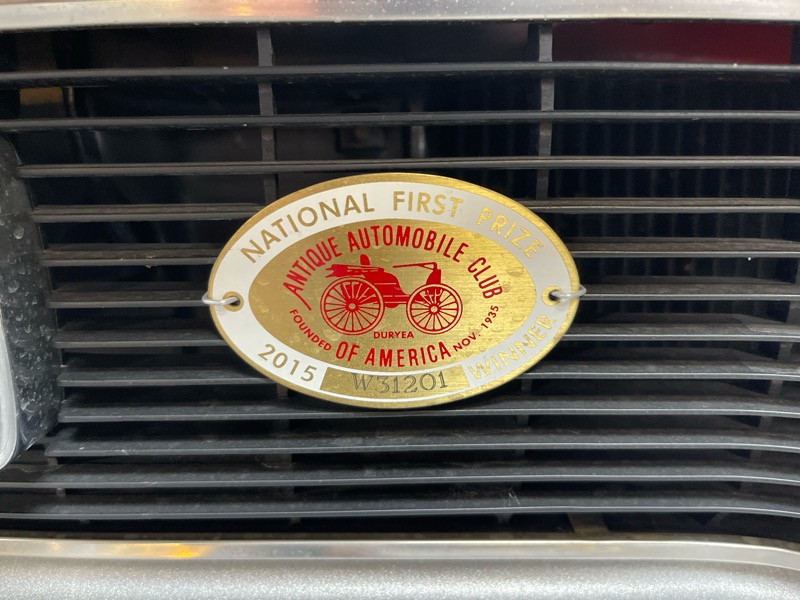 NATIONAL FIRST PRIZE
ANTIQUE AUTOMOBILE CLUB
DURYEA
FOUNDED NOV. 1935
OF AMERICA
2015 W31201 WINNER